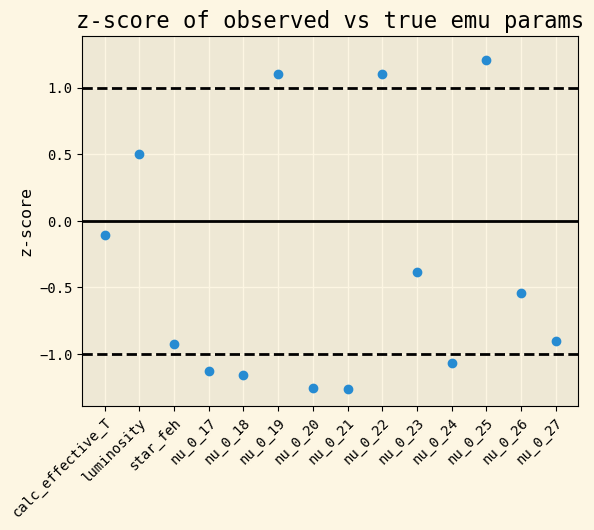 z-score of observed vs true emu params
z-score
1.0
0.5
0.0
−0.5
−1.0
calc_effective_T
luminosity
star_feh
nu_0_17
nu_0_18
nu_0_19
nu_0_20
nu_0_21
nu_0_22
nu_0_23
nu_0_24
nu_0_25
nu_0_26
nu_0_27